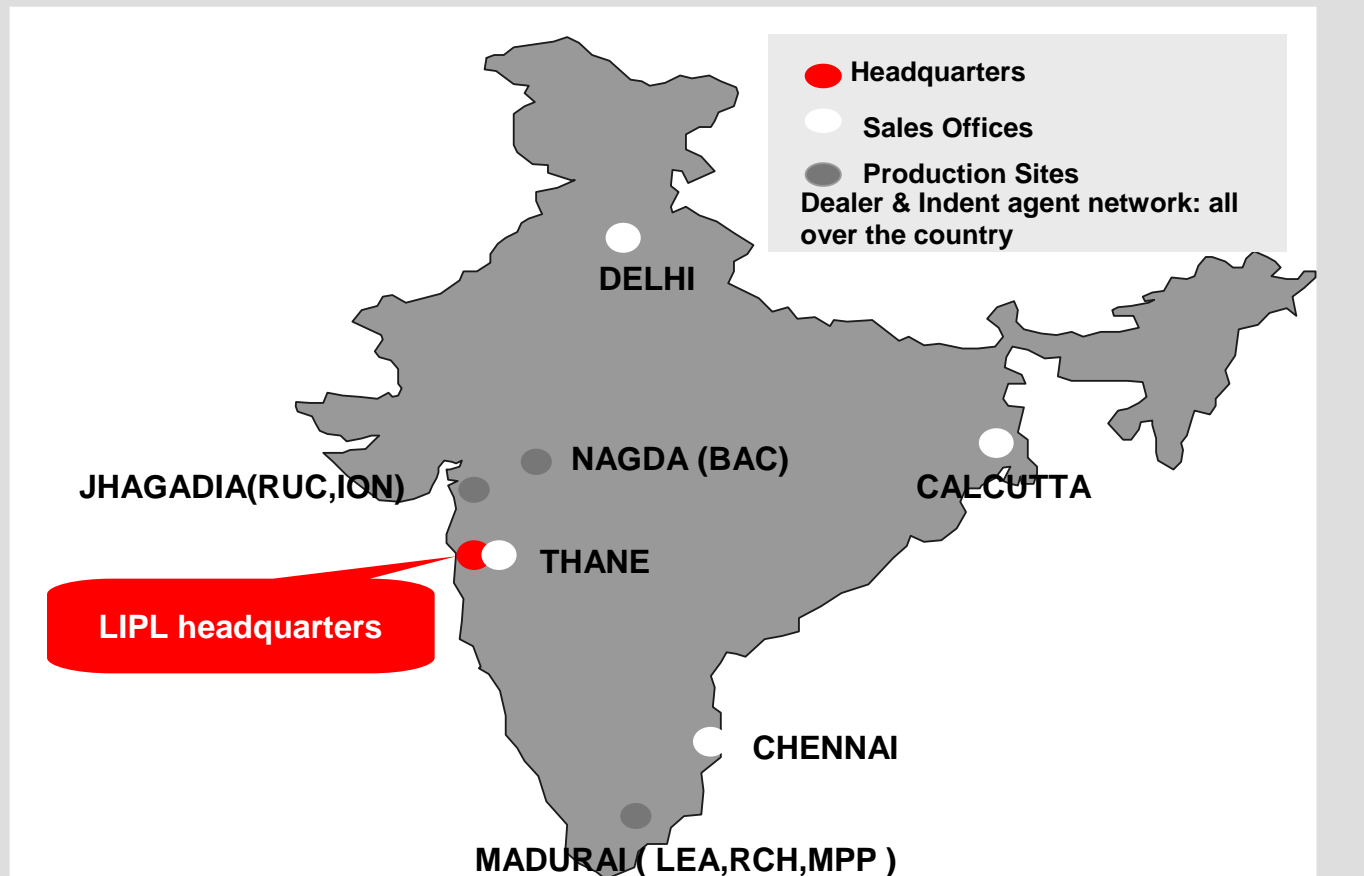 Headquarters
Sales Offices
Production Sites
Dealer & Indent agent network: all
over the country
DELHI
NAGDA (BAC)
JHAGADIA(RUC,ION)
CALCUTTA
THANE
LIPL headquarters
CHENNAI
MADURAI ( LEA,RCH,MPP )